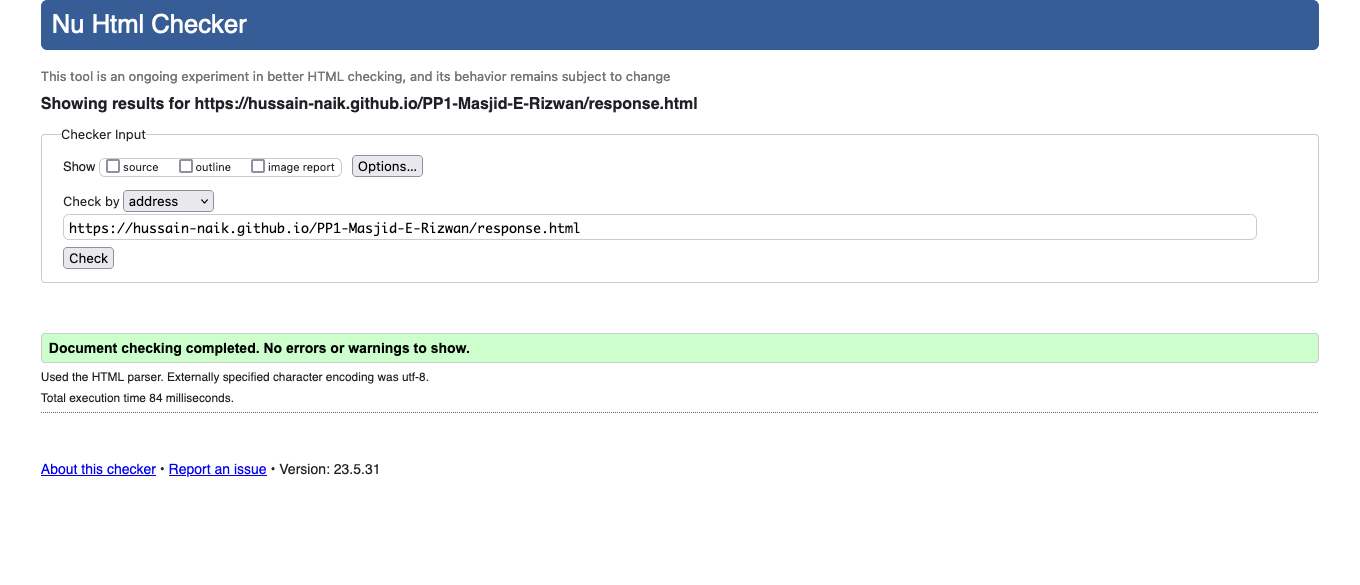 Nu Html Checker
This tool is an ongoing experiment in better HTML checking, and its behavior remains subject to change
Showing results for https://hussain-naik.github.io/PP1-Masjid-E-Rizwan/response.html
Checker Input
Show source outline image report Options...
Check by address
https://hussain-naik.github.io/PP1-Masjid-E-Rizwan/response.html
Check
Document checking completed. No errors or warnings to show.
Used the HTML parser. Externally specified character encoding was utf-8.
Total execution time 84 milliseconds.
About this checker • Report an issue • Version: 23.5.31